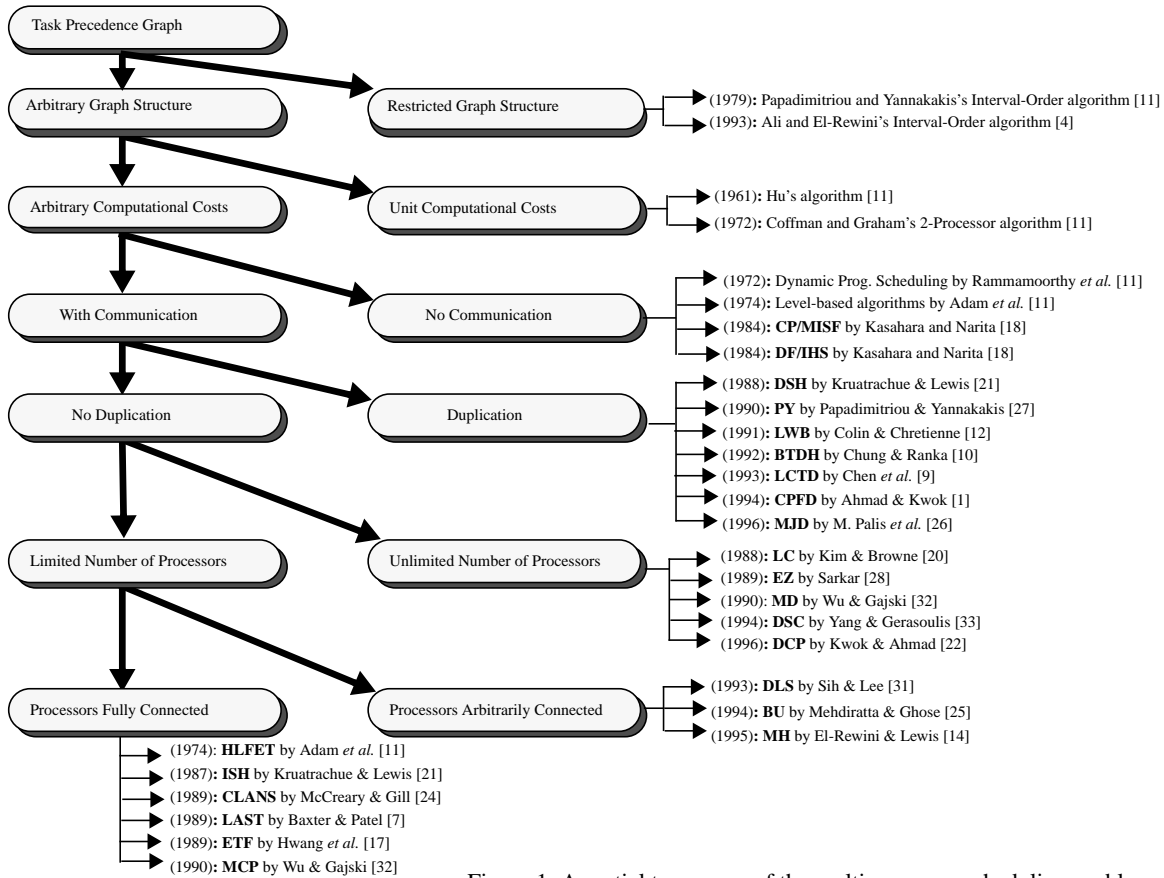 Task Precedence Graph
Arbitrary Graph Structure
Restricted Graph Structure
(1979): Papadimitriou and Yannakakis's Interval-Order algorithm [11]
(1993): Ali and El-Rewini's Interval-Order algorithm [4]
Arbitrary Computational Costs
Unit Computational Costs
(1961): Hu's algorithm [11]
(1972): Coffman and Graham's 2-Processor algorithm [11]
With Communication
No Communication
(1972): Dynamic Prog. Scheduling by Rammamoorthy et al. [11]
(1974): Level-based algorithms by Adam et al. [11]
(1984): CP/MISF by Kasahara and Narita [18]
(1984): DF/IHS by Kasahara and Narita [18]
No Duplication
Duplication
(1988): DSH by Kruatrachue & Lewis [21]
(1990): PY by Papadimitriou & Yannakakis [27]
(1991): LWB by Colin & Chretienne [12]
(1992): BTDH by Chung & Ranka [10]
(1993): LCTD by Chen et al. [9]
(1994): CPFD by Ahmad & Kwok [1]
(1996): MJD by M. Palis et al. [26]
Limited Number of Processors
Unlimited Number of Processors
(1988): LC by Kim & Browne [20]
(1989): EZ by Sarkar [28]
(1990): MD by Wu & Gajski [32]
(1994): DSC by Yang & Gerasoulis [33]
(1996): DCP by Kwok & Ahmad [22]
Processors Fully Connected
Processors Arbitrarily Connected
(1993): DLS by Sih & Lee [31]
(1994): BU by Mehdiratta & Ghose [25]
(1995): MH by El-Rewini & Lewis [14]
(1974): HLFET by Adam et al. [11]
(1987): ISH by Kruatrachue & Lewis [21]
(1989): CLANS by McCreary & Gill [24]
(1989): LAST by Baxter & Patel [7]
(1989): ETF by Hwang et al. [17]
(1990): MCP by Wu & Gajski [32]